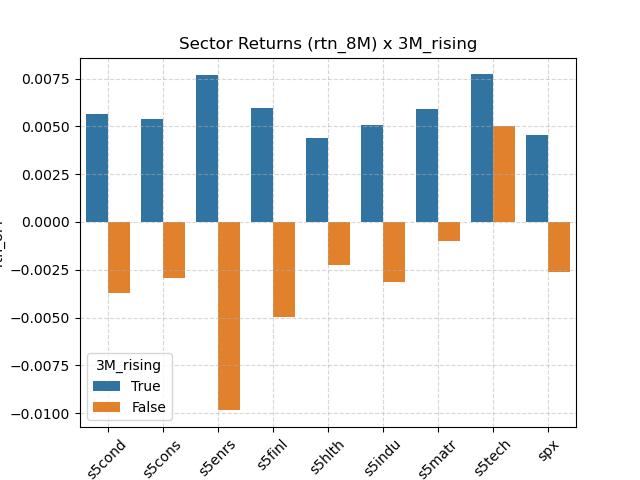 Sector Returns (rtn_8M) x 3M_rising
0.0075
0.0050
0.0025
0.0000
−0.0025
−0.0050
−0.0075
−0.0100
3M_rising
True
False
s5cond
s5cons
s5enrs
s5finl
s5hlth
s5indu
s5matr
s5tech
spx